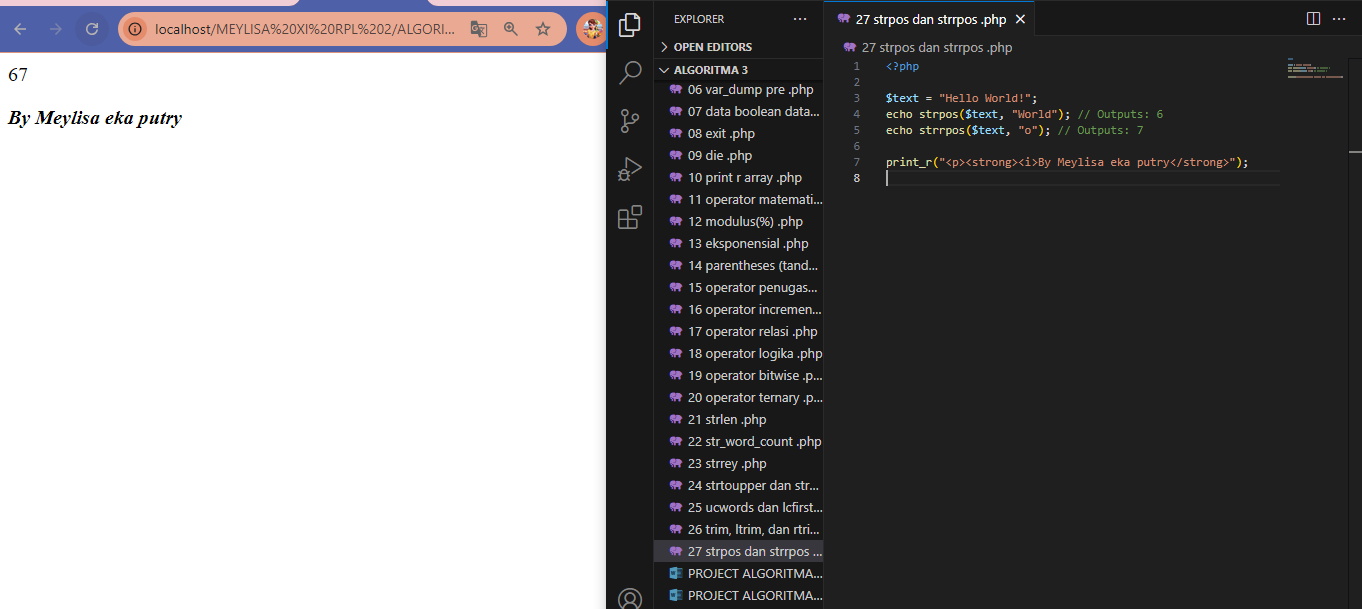 localhost/MEYLISA%20XI%20RPL%202/ALGORI...
67
By Meylisa eka putry
EXPLORER
OPEN EDITORS
ALGORITMA 3
06 var_dump pre .php
07 data boolean data...
08 exit .php
09 die .php
10 print r array .php
11 operator matemati...
12 modulus(%) .php
13 eksponensial .php
14 parentheses (tand...
15 operator penugas...
16 operator incremen...
17 operator relasi .php
18 operator logika .php
19 operator bitwise .p...
20 operator ternary .p...
21 strlen .php
22 str_word_count .php
23 strrey .php
24 strtoupper dan str...
25 ucwords dan lcfirst...
26 trim, ltrim, dan rtri...
27 strpos dan strrpos ...
PROJECT ALGORITMA...
PROJECT ALGORITMA...
27 strpos dan strrpos .php
27 strpos dan strrpos .php
1 <?php
2
3 $text = "Hello World!";
4 echo strpos($text, "World"); // Outputs: 6
5 echo strrpos($text, "o"); // Outputs: 7
6
7 print_r("<p><strong><i>By Meylisa eka putry</strong>");
8